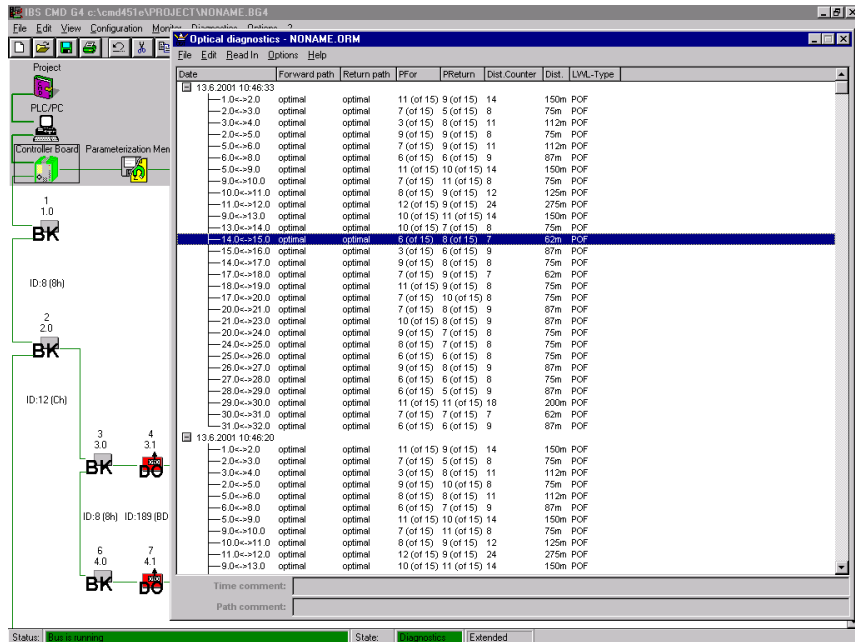 IBS CMD G4 c:\cmd451e\PROJECT\NONAME.BG4
File Edit View Configuration Monitor Diagnostics Options ?
Optical diagnostics - NONAME.ORM
File Edit Read In Options Help
Date Forward path Return path PFor PReturn Dist.Counter Dist. LWL-Type
13.6.2001 10:46:33
1.0<->2.0 optimal optimal 11 (of 15) 9 (of 15) 14 150m POF
2.0<->3.0 optimal optimal 7 (of 15) 5 (of 15) 8 75m POF
3.0<->4.0 optimal optimal 3 (of 15) 8 (of 15) 11 112m POF
2.0<->5.0 optimal optimal 9 (of 15) 9 (of 15) 8 75m POF
5.0<->6.0 optimal optimal 7 (of 15) 9 (of 15) 11 112m POF
6.0<->8.0 optimal optimal 6 (of 15) 6 (of 15) 9 87m POF
5.0<->9.0 optimal optimal 11 (of 15) 10 (of 15) 14 150m POF
9.0<->10.0 optimal optimal 7 (of 15) 11 (of 15) 8 75m POF
10.0<->11.0 optimal optimal 8 (of 15) 9 (of 15) 12 125m POF
11.0<->12.0 optimal optimal 12 (of 15) 9 (of 15) 24 275m POF
9.0<->13.0 optimal optimal 10 (of 15) 11 (of 15) 14 150m POF
13.0<->14.0 optimal optimal 10 (of 15) 7 (of 15) 8 75m POF
14.0<->15.0 optimal optimal 6 (of 15) 8 (of 15) 7 62m POF
15.0<->16.0 optimal optimal 3 (of 15) 6 (of 15) 9 87m POF
14.0<->17.0 optimal optimal 9 (of 15) 8 (of 15) 8 75m POF
17.0<->18.0 optimal optimal 7 (of 15) 9 (of 15) 7 62m POF
18.0<->19.0 optimal optimal 11 (of 15) 9 (of 15) 8 75m POF
17.0<->20.0 optimal optimal 7 (of 15) 10 (of 15) 8 75m POF
20.0<->21.0 optimal optimal 7 (of 15) 8 (of 15) 9 87m POF
21.0<->23.0 optimal optimal 10 (of 15) 8 (of 15) 9 87m POF
20.0<->24.0 optimal optimal 9 (of 15) 7 (of 15) 8 75m POF
24.0<->25.0 optimal optimal 8 (of 15) 7 (of 15) 8 75m POF
25.0<->26.0 optimal optimal 6 (of 15) 6 (of 15) 8 75m POF
26.0<->27.0 optimal optimal 9 (of 15) 8 (of 15) 9 87m POF
27.0<->28.0 optimal optimal 6 (of 15) 6 (of 15) 8 75m POF
28.0<->29.0 optimal optimal 8 (of 15) 5 (of 15) 9 87m POF
29.0<->30.0 optimal optimal 11 (of 15) 11 (of 15) 18 200m POF
30.0<->31.0 optimal optimal 7 (of 15) 7 (of 15) 7 62m POF
31.0<->32.0 optimal optimal 6 (of 15) 6 (of 15) 9 87m POF
13.6.2001 10:46:20
1.0<->2.0 optimal optimal 11 (of 15) 9 (of 15) 14 150m POF
2.0<->3.0 optimal optimal 7 (of 15) 5 (of 15) 8 75m POF
3.0<->4.0 optimal optimal 3 (of 15) 8 (of 15) 11 112m POF
2.0<->5.0 optimal optimal 9 (of 15) 10 (of 15) 8 75m POF
5.0<->6.0 optimal optimal 8 (of 15) 8 (of 15) 11 112m POF
6.0<->8.0 optimal optimal 6 (of 15) 7 (of 15) 9 87m POF
5.0<->9.0 optimal optimal 11 (of 15) 10 (of 15) 14 150m POF
9.0<->10.0 optimal optimal 7 (of 15) 11 (of 15) 8 75m POF
10.0<->11.0 optimal optimal 8 (of 15) 9 (of 15) 12 125m POF
11.0<->12.0 optimal optimal 12 (of 15) 9 (of 15) 24 275m POF
9.0<->13.0 optimal optimal 10 (of 15) 11 (of 15) 14 150m POF
Time comment:
Path comment:
Project
PLC/PC
Controller Board Parameterization Men
1
1.0
BK
ID:8 (8h)
2
2.0
BK
ID:12 (Ch)
3 4
3.0 3.1
BK DO
ID:8 (8h) ID:189 (BD
6 7
4.0 4.1
BK DO
Status: Bus is running State: Diagnostics Extended